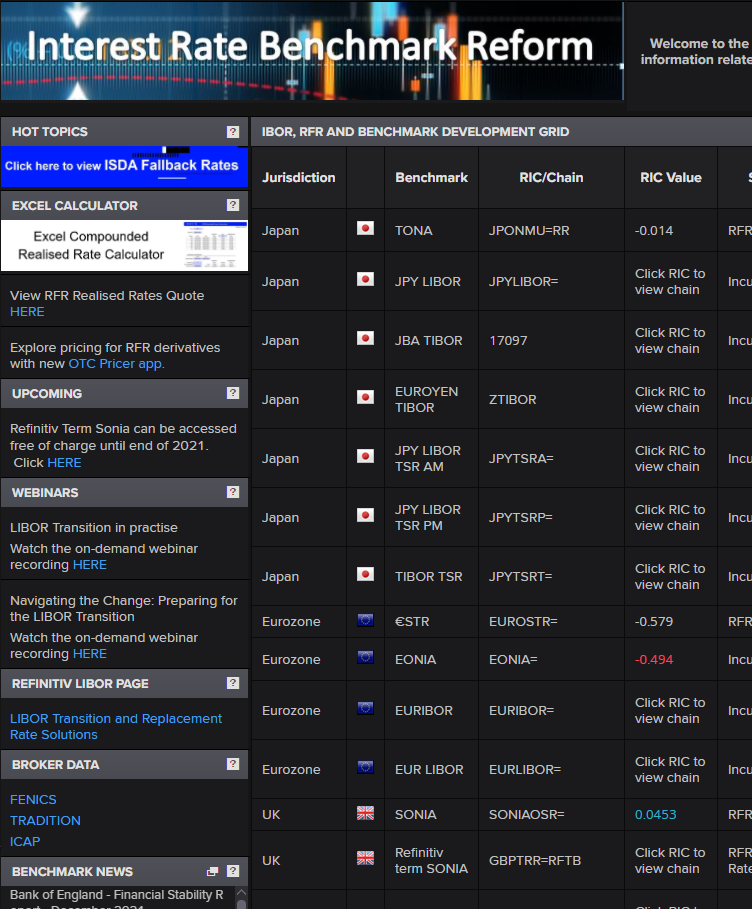 Interest Rate Benchmark Reform
Welcome to the
information relate
HOT TOPICS ?
Click here to view ISDA Fallback Rates
EXCEL CALCULATOR ?
Excel Compounded
Realised Rate Calculator
View RFR Realised Rates Quote
HERE
Explore pricing for RFR derivatives
with new OTC Pricer app.
UPCOMING ?
Refinitiv Term Sonia can be accessed
free of charge until end of 2021.
Click HERE
WEBINARS ?
LIBOR Transition in practise
Watch the on-demand webinar
recording HERE
Navigating the Change: Preparing for
the LIBOR Transition
Watch the on-demand webinar
recording HERE
REFINITIV LIBOR PAGE ?
LIBOR Transition and Replacement
Rate Solutions
BROKER DATA ?
FENICS
TRADITION
ICAP
BENCHMARK NEWS ?
Bank of England - Financial Stability R
IBOR, RFR AND BENCHMARK DEVELOPMENT GRID
Jurisdiction Benchmark RIC/Chain RIC Value S
Japan TONA JPONMU=RR -0.014 RFR
Japan JPY LIBOR JPYLIBOR= Click RIC to
view chain Incu
Japan JBA TIBOR 17097 Click RIC to
view chain Incu
Japan EUROYEN
TIBOR ZTIBOR Click RIC to
view chain Incu
Japan JPY LIBOR
TSR AM JPYTSRA= Click RIC to
view chain Incu
Japan JPY LIBOR
TSR PM JPYTSRP= Click RIC to
view chain Incu
Japan TIBOR TSR JPYTSRT= Click RIC to
view chain Incu
Eurozone €STR EUROSTR= -0.579 RFR
Eurozone EONIA EONIA= -0.494 Incu
Eurozone EURIBOR EURIBOR= Click RIC to
view chain Incu
Eurozone EUR LIBOR EURLIBOR= Click RIC to
view chain Incu
UK SONIA SONIAOSR= 0.0453 RFR
UK Refinitiv
term SONIA GBPTRR=RFTB Click RIC to
view chain RFR
Rate